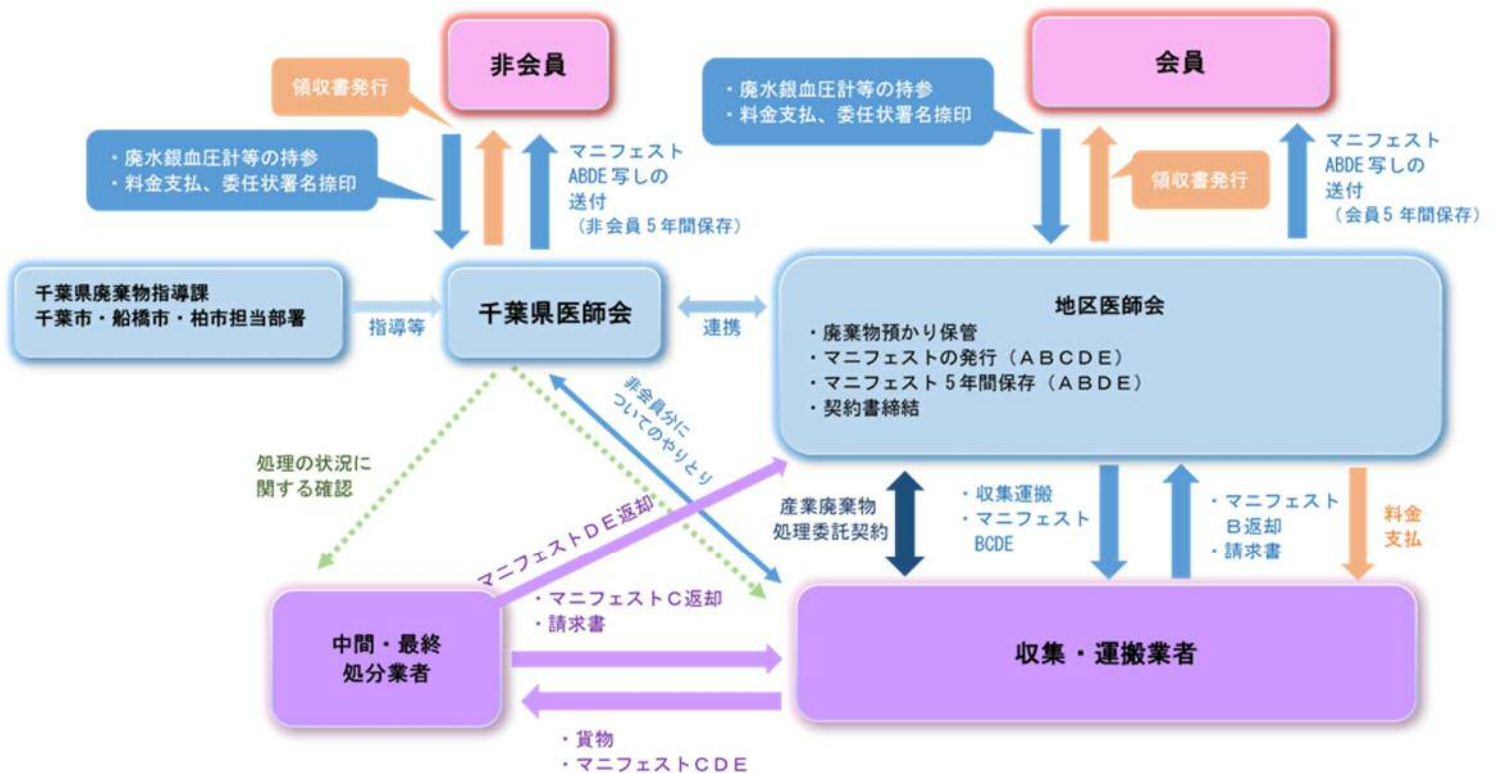 非会員
会員
領収書発行
・廃水銀血圧計等の持参
・料金支払、委任状署名捺印
・廃水銀血圧計等の持参
・料金支払、委任状署名捺印
マニフェスト
ABDE写しの
送付
（非会員5年間保存）
領収書発行
マニフェスト
ABDE写しの
送付
（会員5年間保存）
千葉県廃棄物指導課
千葉市・船橋市・柏市担当部署
指導等
千葉県医師会
連携
地区医師会
・廃棄物預かり保管
・マニフェストの発行（ＡＢＣＤＥ）
・マニフェスト5年間保存（ＡＢＤＥ）
・契約書締結
処理の状況に
関する確認
非会員分に
ついてのやりとり
マニフェストＤＥ返却
産業廃棄物
処理委託契約
・収集運搬
・マニフェスト
BCDE
・マニフェスト
Ｂ返却
・請求書
料金
支払
・マニフェストＣ返却
・請求書
中間・最終
処分業者
収集・運搬業者
・貨物
・マニフェストＣＤＥ